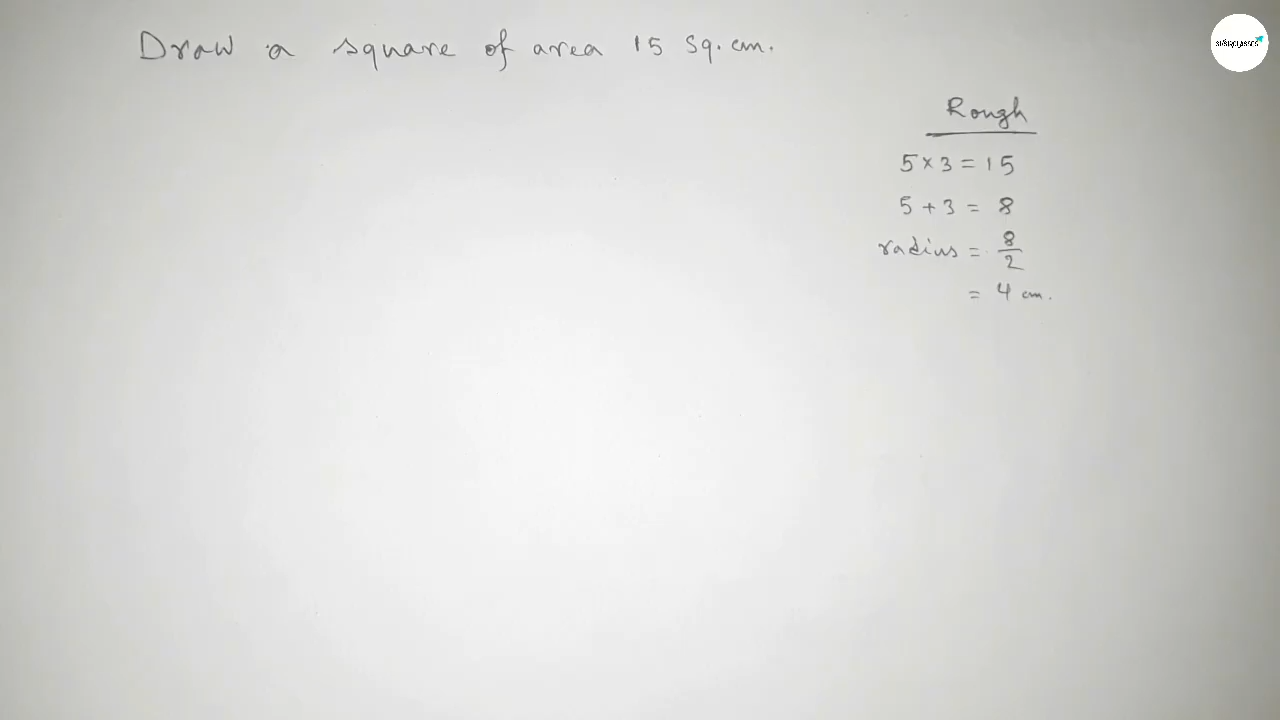 Draw a square of area 15 sq. cm.
Rough
5 × 3 = 15
5 + 3 = 8
radius = 8/2
= 4 cm.